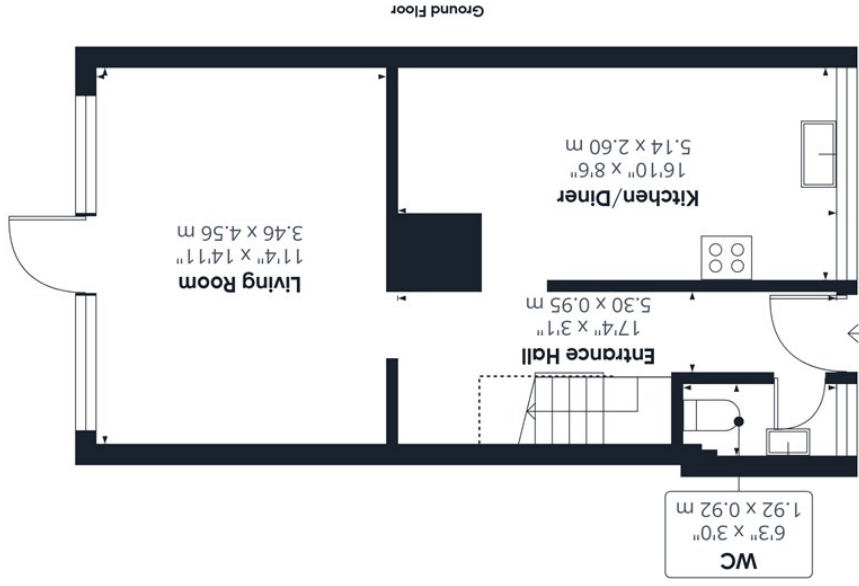 WC
6'3" x 3'0"
1.92 x 0.92 m
Entrance Hall
17'4" x 3'1"
5.30 x 0.95 m
Living Room
11'4" x 14'11"
3.46 x 4.56 m
Kitchen/Diner
16'10" x 8'6"
5.14 x 2.60 m
Ground Floor